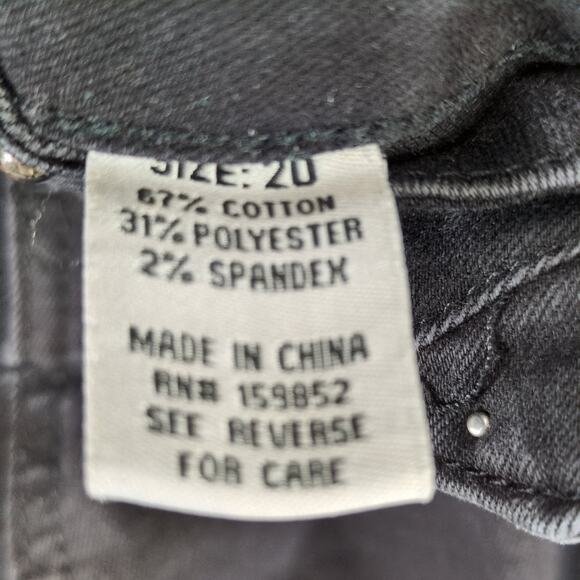 SIZE: 20
67% COTTON
31% POLYESTER
2% SPANDEX
MADE IN CHINA
RN# 159852
SEE REVERSE
FOR CARE